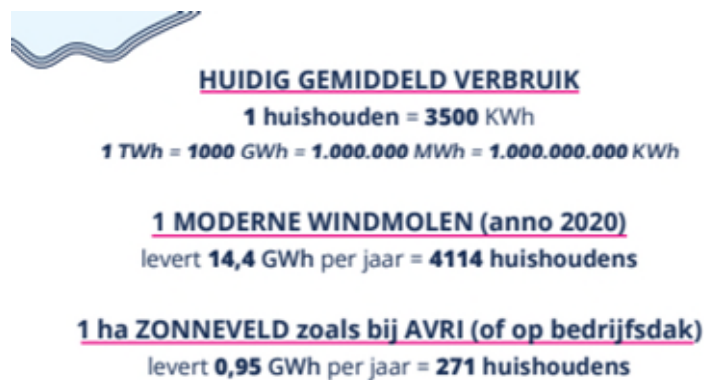 HUIDIG GEMIDDELD VERBRUIK
1 huishouden = 3500 KWh
1 TWh = 1000 GWh = 1.000.000 MWh = 1.000.000.000 KWh
1 MODERNE WINDMOLEN (anno 2020)
levert 14,4 GWh per jaar = 4114 huishoudens
1 ha ZONNEVELD zoals bij AVRI (of op bedrijfsdak)
levert 0,95 GWh per jaar = 271 huishoudens